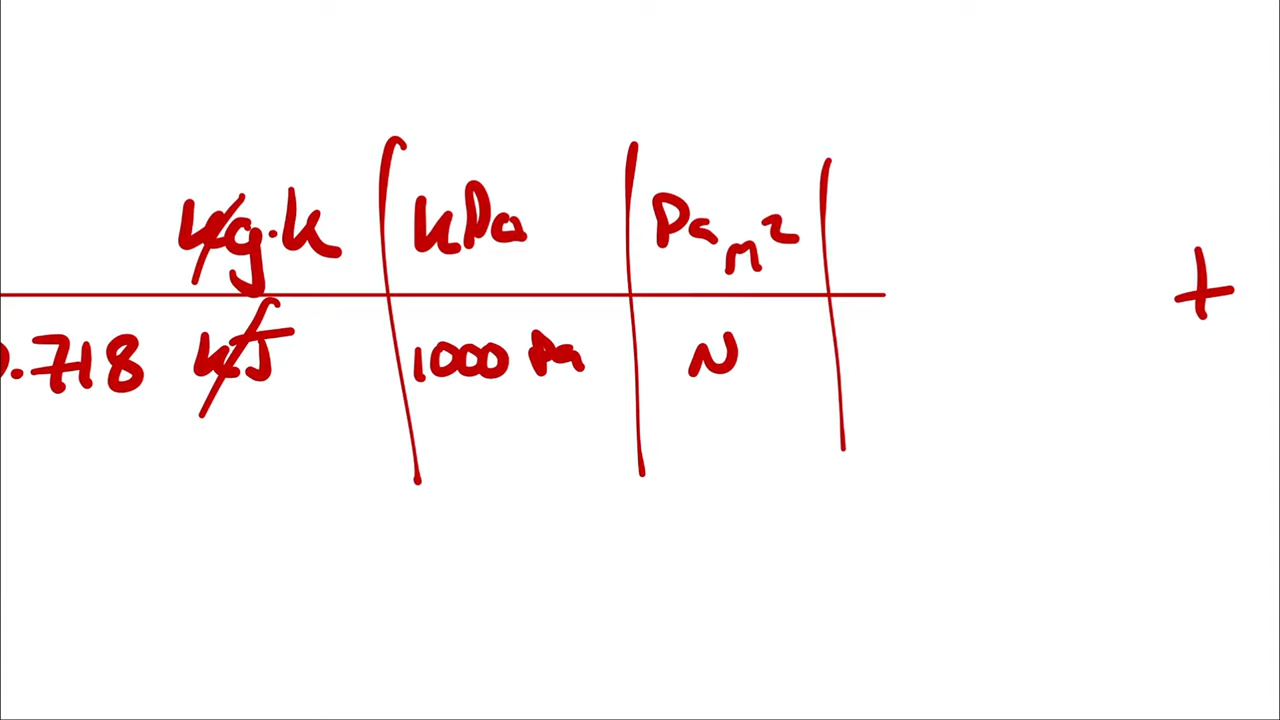 kg·k | kPa | Pa m² | +
.718 kJ | 1000 Pa | N |